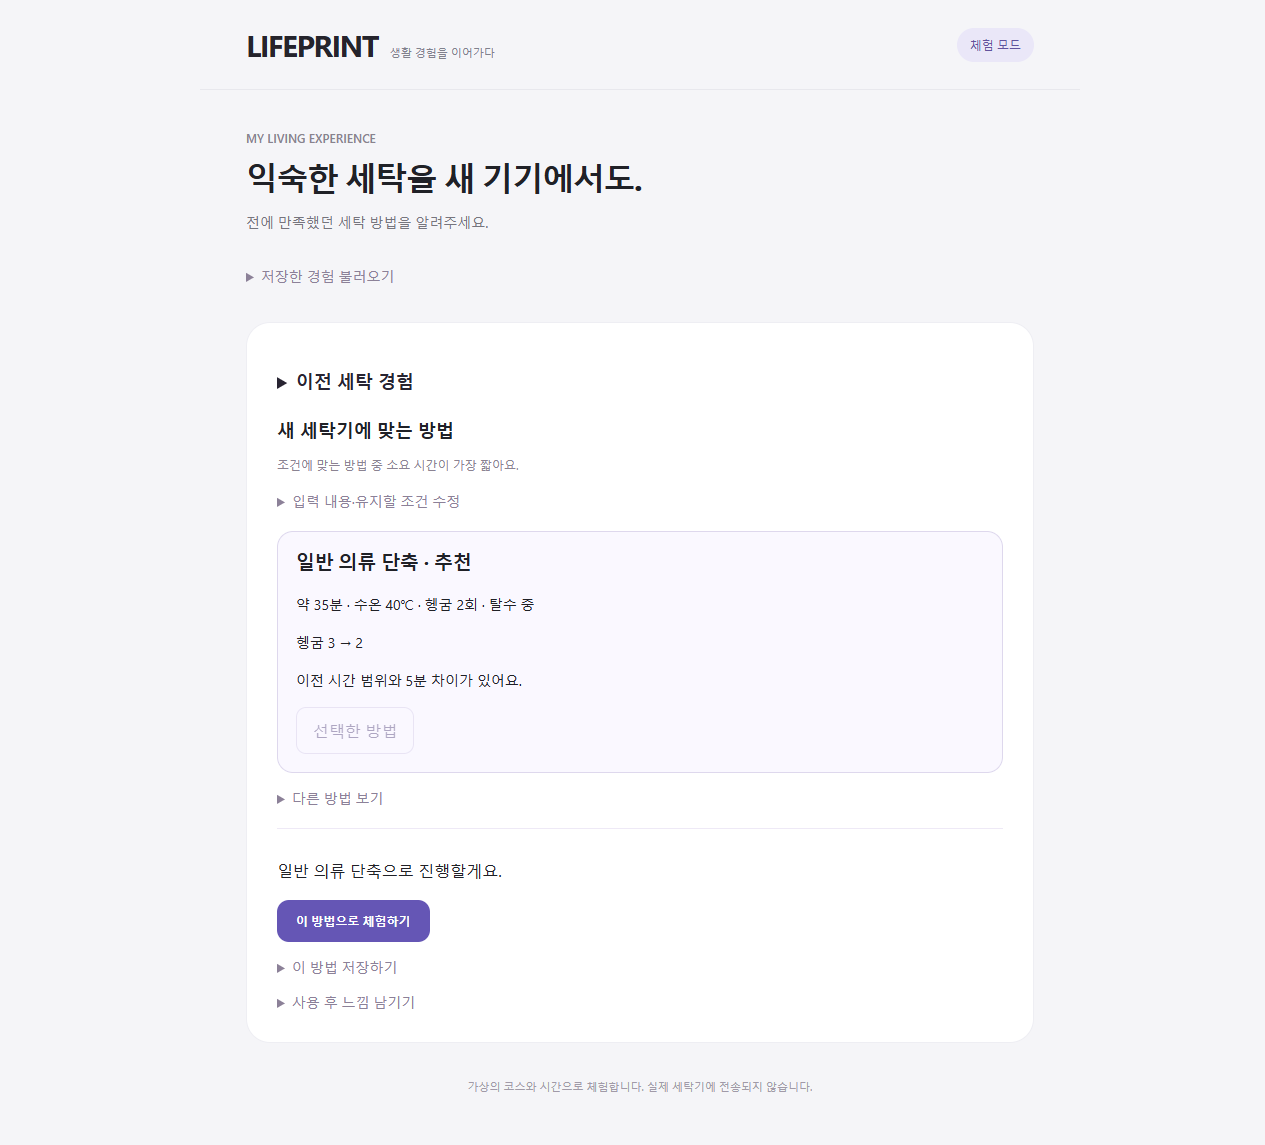 LIFEPRINT 생활 경험을 이어가다
체험 모드
MY LIVING EXPERIENCE
익숙한 세탁을 새 기기에서도.
전에 만족했던 세탁 방법을 알려주세요.
▶ 저장한 경험 불러오기
▶ 이전 세탁 경험
새 세탁기에 맞는 방법
조건에 맞는 방법 중 소요 시간이 가장 짧아요.
▶ 입력 내용·유지할 조건 수정
일반 의류 단축 · 추천
약 35분 · 수온 40℃ · 헹굼 2회 · 탈수 중
헹굼 3 → 2
이전 시간 범위와 5분 차이가 있어요.
선택한 방법
▶ 다른 방법 보기
일반 의류 단축으로 진행할게요.
이 방법으로 체험하기
▶ 이 방법 저장하기
▶ 사용 후 느낌 남기기
가상의 코스와 시간으로 체험합니다. 실제 세탁기에 전송되지 않습니다.